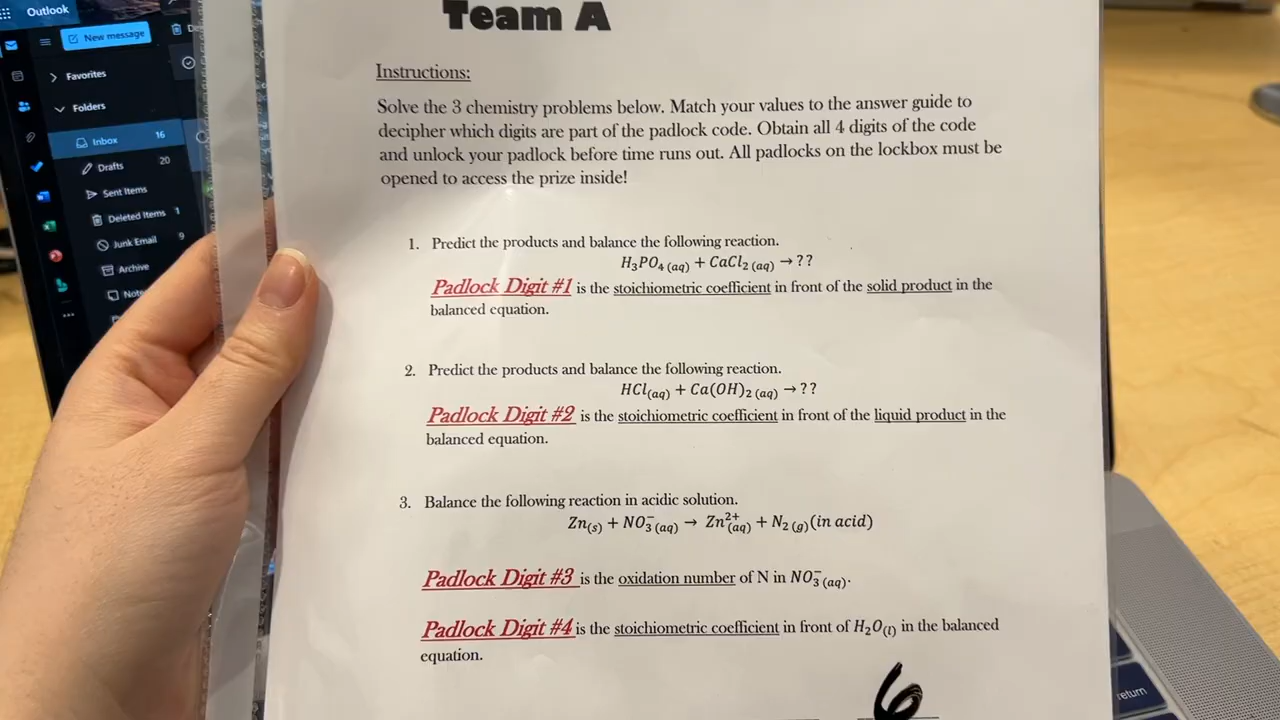 Outlook
New message
Favorites
Folders
Inbox 16
Drafts 20
Sent Items
Deleted Items 1
Junk Email 9
Archive
Team A
Instructions:
Solve the 3 chemistry problems below. Match your values to the answer guide to
decipher which digits are part of the padlock code. Obtain all 4 digits of the code
and unlock your padlock before time runs out. All padlocks on the lockbox must be
opened to access the prize inside!
1. Predict the products and balance the following reaction.
H₃PO₄ (aq) + CaCl₂ (aq) → ??
Padlock Digit #1 is the stoichiometric coefficient in front of the solid product in the
balanced equation.
2. Predict the products and balance the following reaction.
HCl(aq) + Ca(OH)₂ (aq) → ??
Padlock Digit #2 is the stoichiometric coefficient in front of the liquid product in the
balanced equation.
3. Balance the following reaction in acidic solution.
Zn(s) + NO₃⁻ (aq) → Zn²⁺(aq) + N₂ (g)(in acid)
Padlock Digit #3 is the oxidation number of N in NO₃⁻ (aq).
Padlock Digit #4 is the stoichiometric coefficient in front of H₂O(l) in the balanced
equation.
6
return